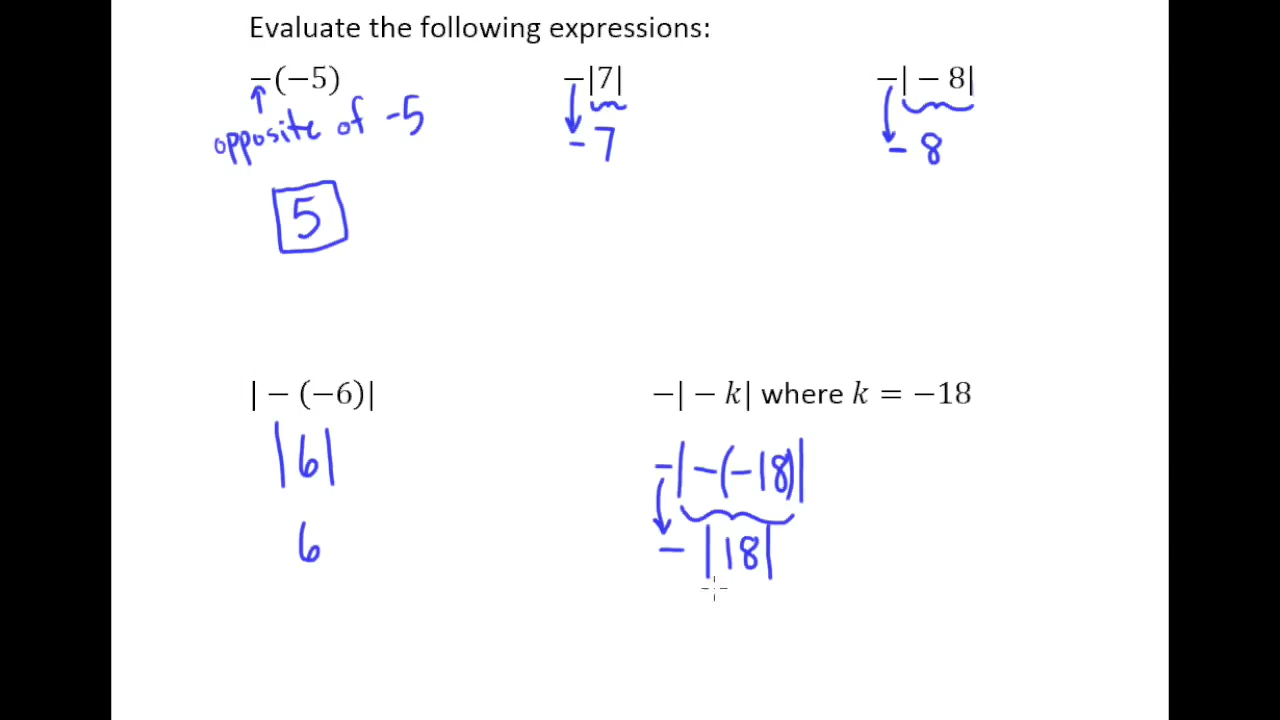 Evaluate the following expressions:
−(−5) −|7| −|− 8|
opposite of -5 - 7 - 8
5
|− (−6)| −|− k| where k = −18
|6| -|-(-18)|
6 - |18|